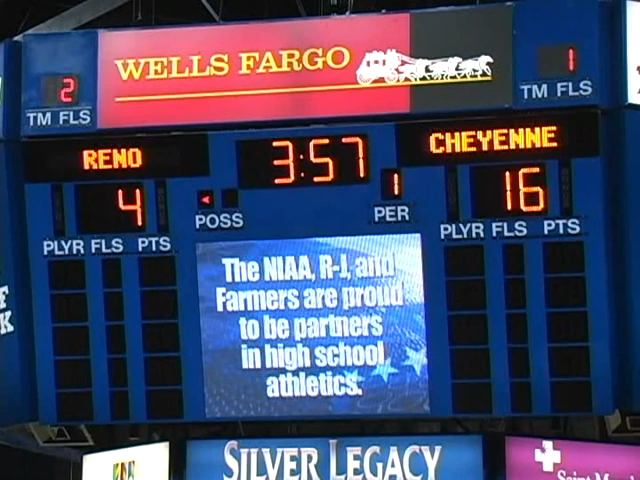 WELLS FARGO
2
TM FLS
1
TM FLS
RENO
3:57
CHEYENNE
4
POSS
1
PER
16
PLYR FLS PTS
PLYR FLS PTS
The NIAA, R-J, and
Farmers are proud
to be partners
in high school
athletics.
SILVER LEGACY